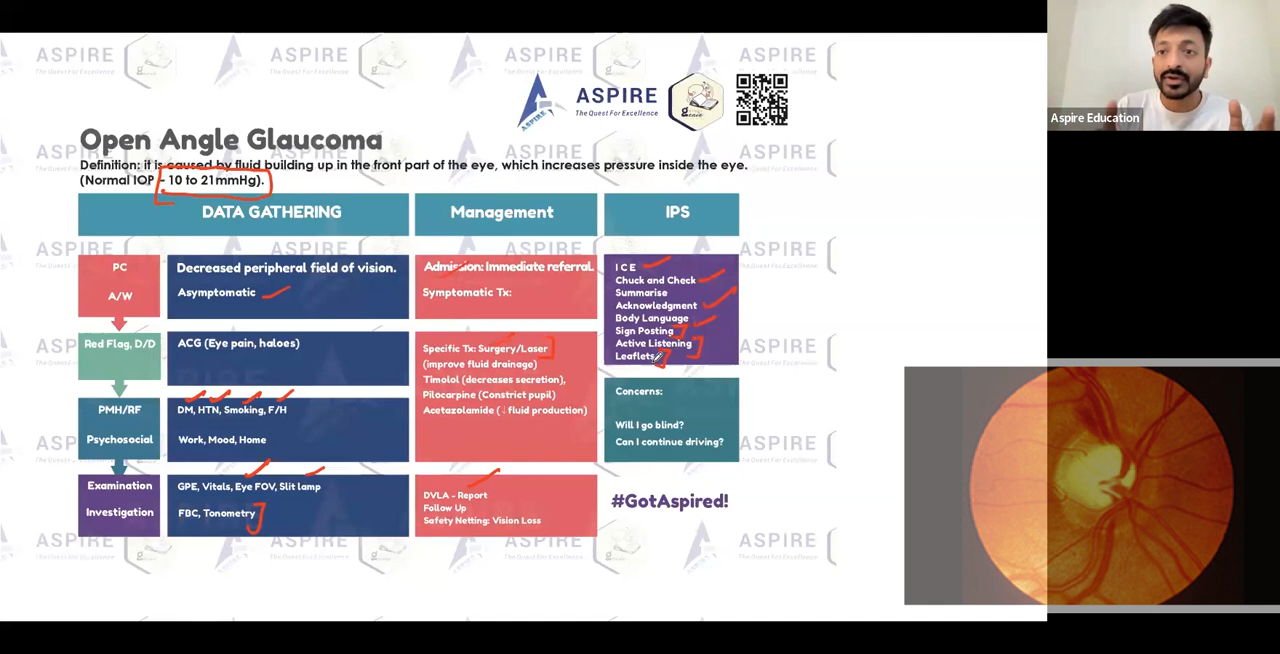 ASPIRE
The Quest For Excellence
genie
Aspire Education
Open Angle Glaucoma
Definition: it is caused by fluid building up in the front part of the eye, which increases pressure inside the eye.
(Normal IOP - 10 to 21mmHg).
DATA GATHERING
Management
IPS
PC
A/W
Decreased peripheral field of vision.
Asymptomatic
Admission: Immediate referral.
Symptomatic Tx:
I C E
Chuck and Check
Summarise
Acknowledgment
Body Language
Sign Posting
Active Listening
Leaflets
Red Flag, D/D
ACG (Eye pain, haloes)
Specific Tx: Surgery/Laser
(improve fluid drainage)
Timolol (decreases secretion),
Pilocarpine (Constrict pupil)
Acetazolamide (↓fluid production)
PMH/RF
Psychosocial
DM, HTN, Smoking, F/H
Work, Mood, Home
Concerns:
Will I go blind?
Can I continue driving?
Examination
Investigation
GPE, Vitals, Eye FOV, Slit lamp
FBC, Tonometry
DVLA - Report
Follow Up
Safety Netting: Vision Loss
#GotAspired!